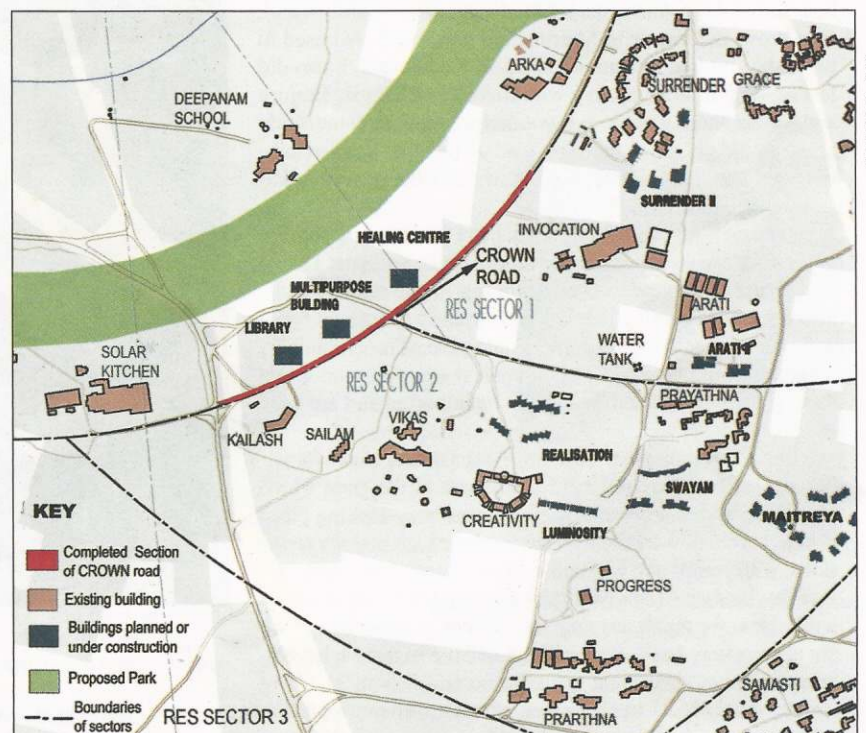 ARKA
SURRENDER
GRACE
DEEPANAM
SCHOOL
SURRENDER II
INVOCATION
HEALING CENTRE
CROWN
ROAD
MULTIPURPOSE
BUILDING
RES SECTOR 1
ARATI
LIBRARY
WATER
TANK
ARATI II
SOLAR
KITCHEN
RES SECTOR 2
PRAYATHNA
VIKAS
KAILASH
SAILAM
REALISATION
SWAYAM
CREATIVITY
LUMINOSITY
MAITREYA
KEY
Completed Section
of CROWN road
Existing building
Buildings planned or
under construction
Proposed Park
Boundaries
of sectors
PROGRESS
RES SECTOR 3
PRARTHNA
SAMASTI